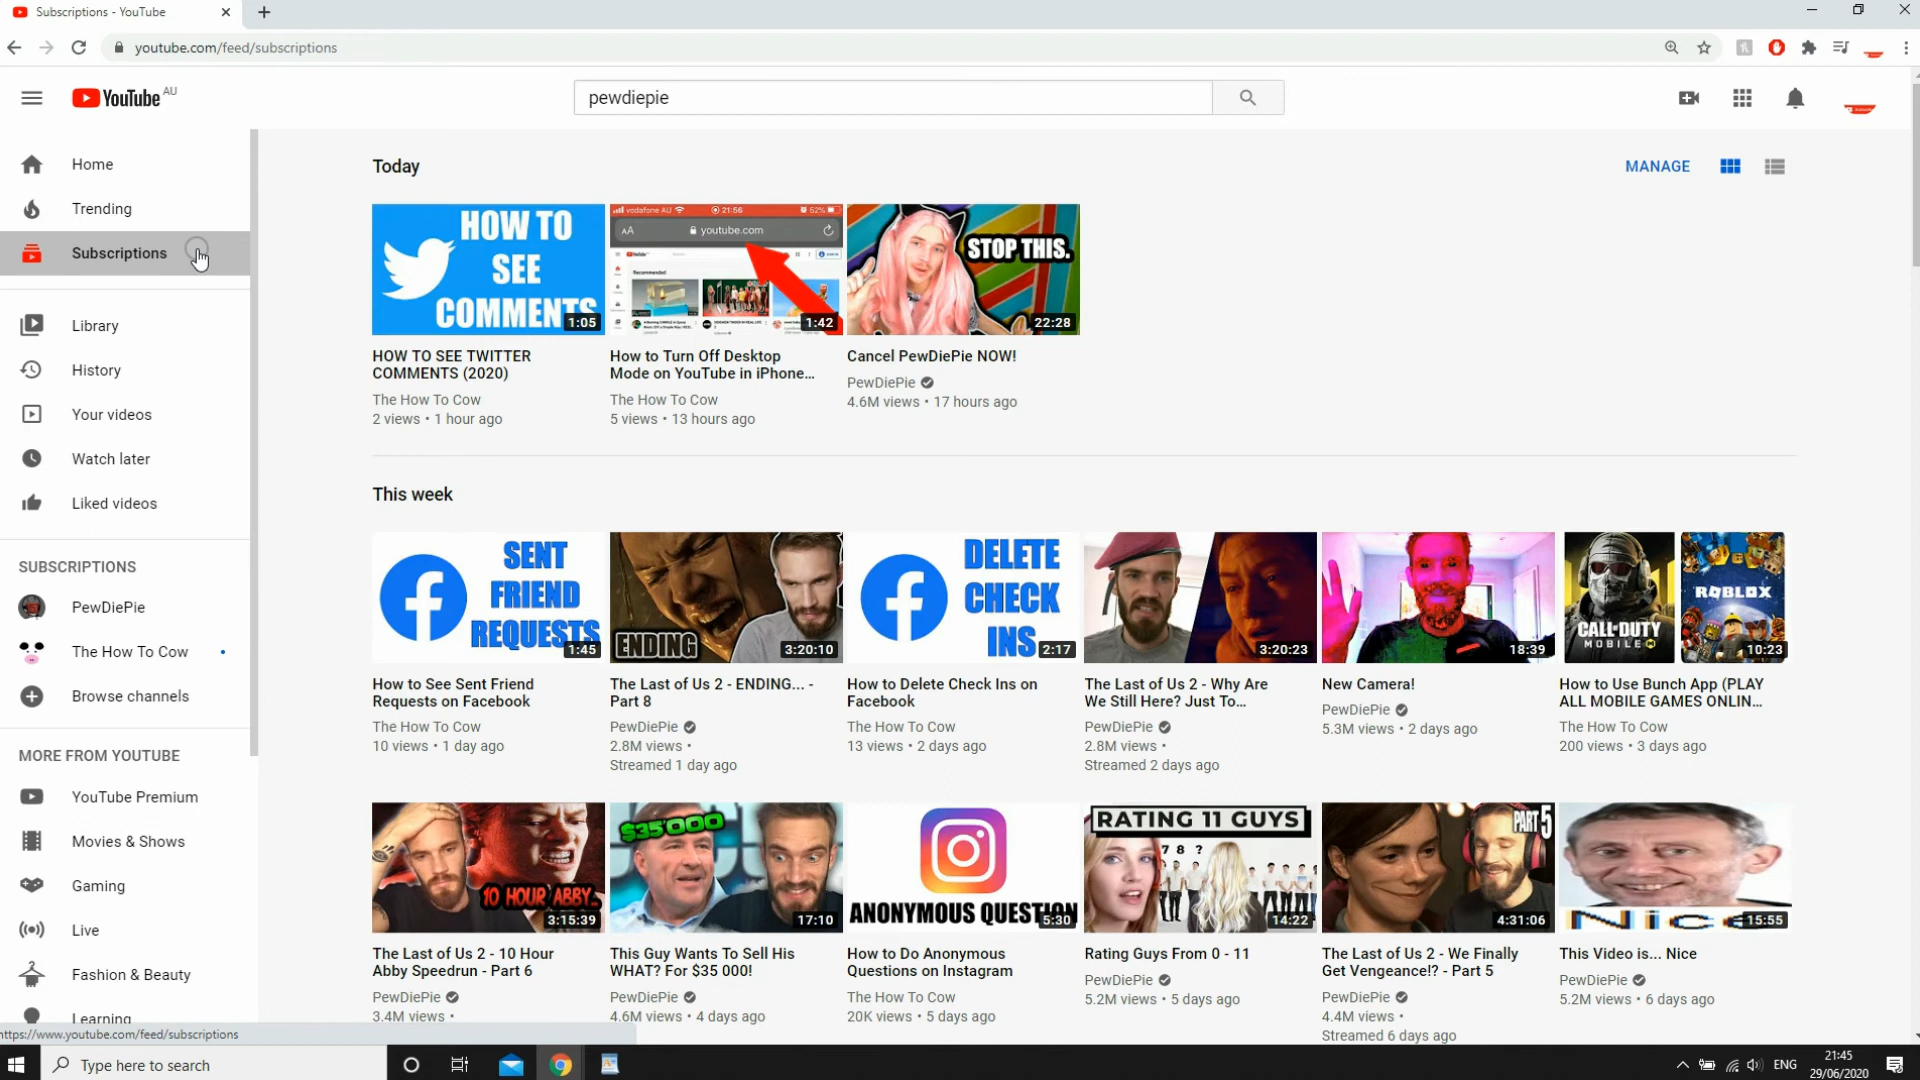 Subscriptions - YouTube
youtube.com/feed/subscriptions
YouTube AU
pewdiepie
Home
Trending
Subscriptions
Library
History
Your videos
Watch later
Liked videos
SUBSCRIPTIONS
PewDiePie
The How To Cow
Browse channels
MORE FROM YOUTUBE
YouTube Premium
Movies & Shows
Gaming
Live
Fashion & Beauty
Learning
https://www.youtube.com/feed/subscriptions
Today
MANAGE
HOW TO
SEE
COMMENTS
1:05
HOW TO SEE TWITTER
COMMENTS (2020)
The How To Cow
2 views • 1 hour ago
vodafone AU 21:56 52%
AA youtube.com
Recommended
1:42
How to Turn Off Desktop
Mode on YouTube in iPhone...
The How To Cow
5 views • 13 hours ago
STOP THIS.
22:28
Cancel PewDiePie NOW!
PewDiePie
4.6M views • 17 hours ago
This week
SENT
FRIEND
REQUESTS
1:45
How to See Sent Friend
Requests on Facebook
The How To Cow
10 views • 1 day ago
ENDING
3:20:10
The Last of Us 2 - ENDING... -
Part 8
PewDiePie
2.8M views •
Streamed 1 day ago
DELETE
CHECK
INS
2:17
How to Delete Check Ins on
Facebook
The How To Cow
13 views • 2 days ago
3:20:23
The Last of Us 2 - Why Are
We Still Here? Just To...
PewDiePie
2.8M views •
Streamed 2 days ago
18:39
New Camera!
PewDiePie
5.3M views • 2 days ago
CALL OF DUTY
MOBILE
ROBLOX
10:23
How to Use Bunch App (PLAY
ALL MOBILE GAMES ONLIN...
The How To Cow
200 views • 3 days ago
10 HOUR ABBY..
3:15:39
The Last of Us 2 - 10 Hour
Abby Speedrun - Part 6
PewDiePie
3.4M views •
$35'000
17:10
This Guy Wants To Sell His
WHAT? For $35 000!
PewDiePie
4.6M views • 4 days ago
ANONYMOUS QUESTION
5:30
How to Do Anonymous
Questions on Instagram
The How To Cow
20K views • 5 days ago
RATING 11 GUYS
7 8 ?
14:22
Rating Guys From 0 - 11
PewDiePie
5.2M views • 5 days ago
PART 5
4:31:06
The Last of Us 2 - We Finally
Get Vengeance!? - Part 5
PewDiePie
4.4M views •
Streamed 6 days ago
Nice
15:55
This Video is... Nice
PewDiePie
5.2M views • 6 days ago
Type here to search
ENG
21:45
29/06/2020